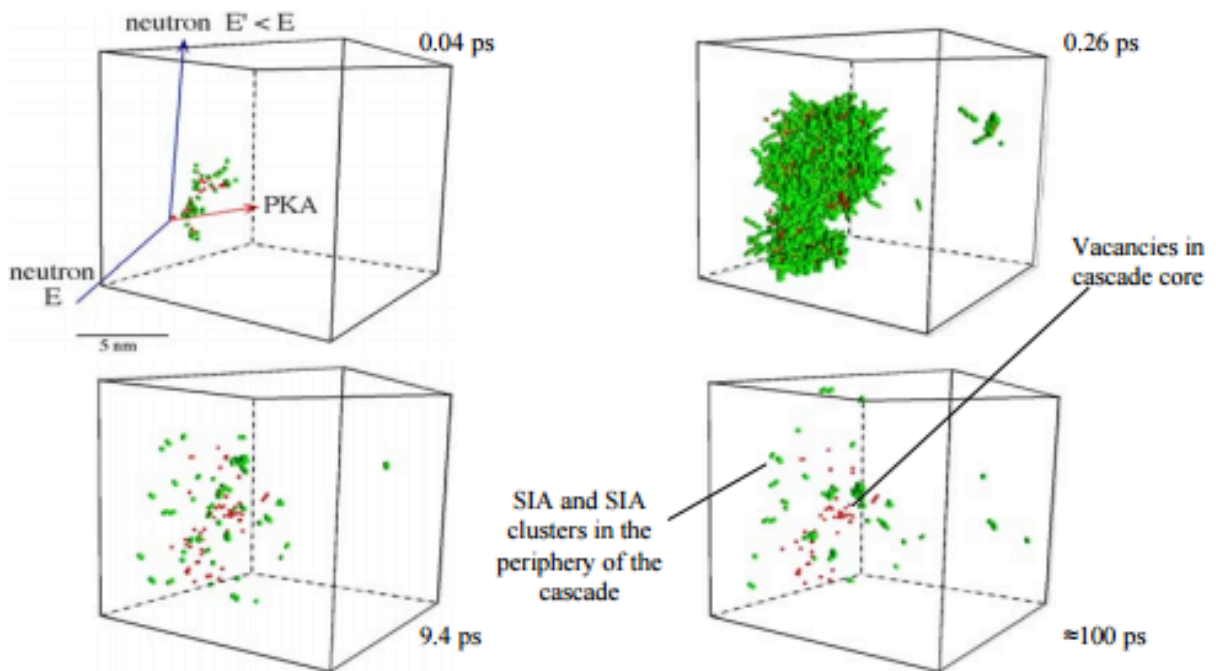 neutron E' < E
0.04 ps
PKA
neutron
E
5 nm
0.26 ps
Vacancies in
cascade core
9.4 ps
SIA and SIA
clusters in the
periphery of the
cascade
≈100 ps